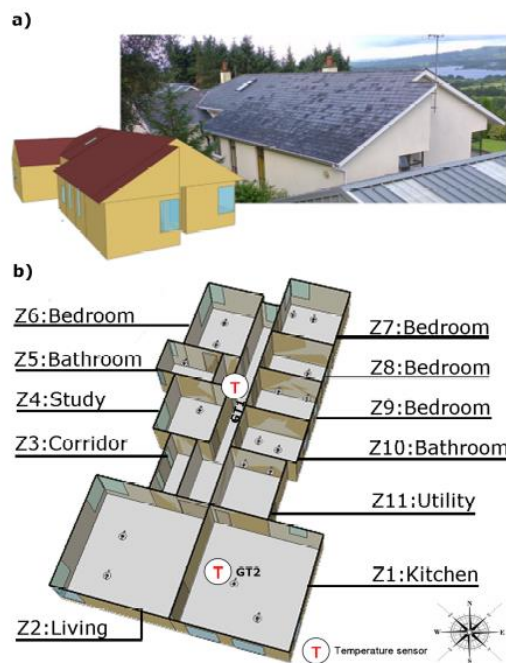 a)
b)
Z6:Bedroom
Z7:Bedroom
Z5:Bathroom
Z8:Bedroom
Z4:Study
Z9:Bedroom
Z3:Corridor
Z10:Bathroom
Z11:Utility
GT2
Z1:Kitchen
Z2:Living
T Temperature sensor
T
T
N
W
E
S